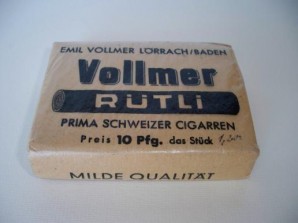 EMIL VOLLMER LÖRRACH/BADEN
Vollmer
RÜTLI
PRIMA SCHWEIZER CIGARREN
Preis 10 Pfg. das Stück
MILDE QUALITÄT